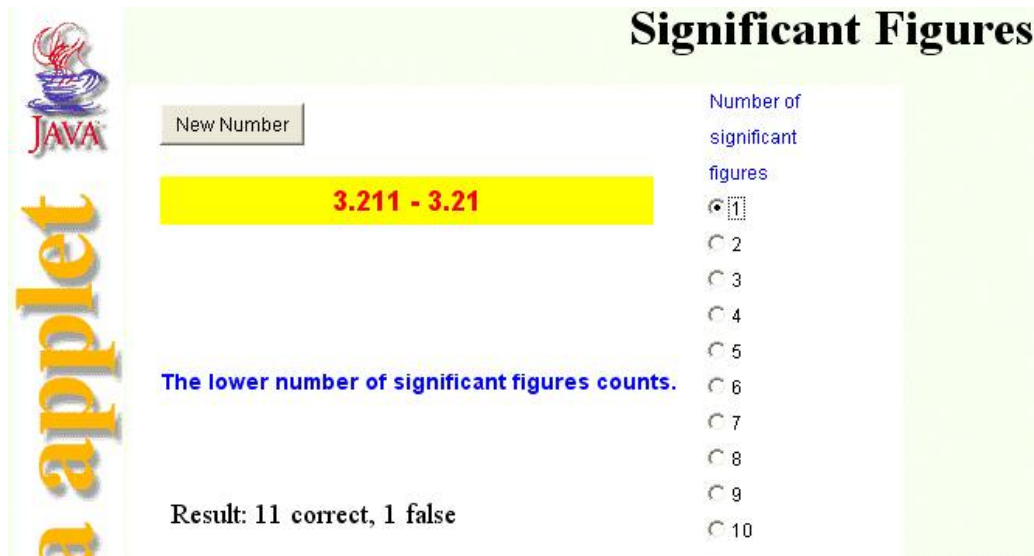 Significant Figures
JAVA
a applet
New Number
3.211 - 3.21
The lower number of significant figures counts.
Result: 11 correct, 1 false
Number of
significant
figures
1
2
3
4
5
6
7
8
9
10